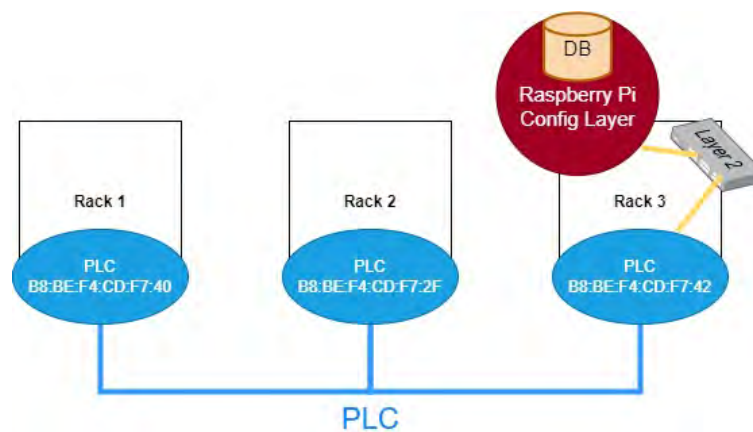 DB
Raspberry Pi
Config Layer
Layer 2
Rack 1
Rack 2
Rack 3
PLC
B8:BE:F4:CD:F7:40
PLC
B8:BE:F4:CD:F7:2F
PLC
B8:BE:F4:CD:F7:42
PLC